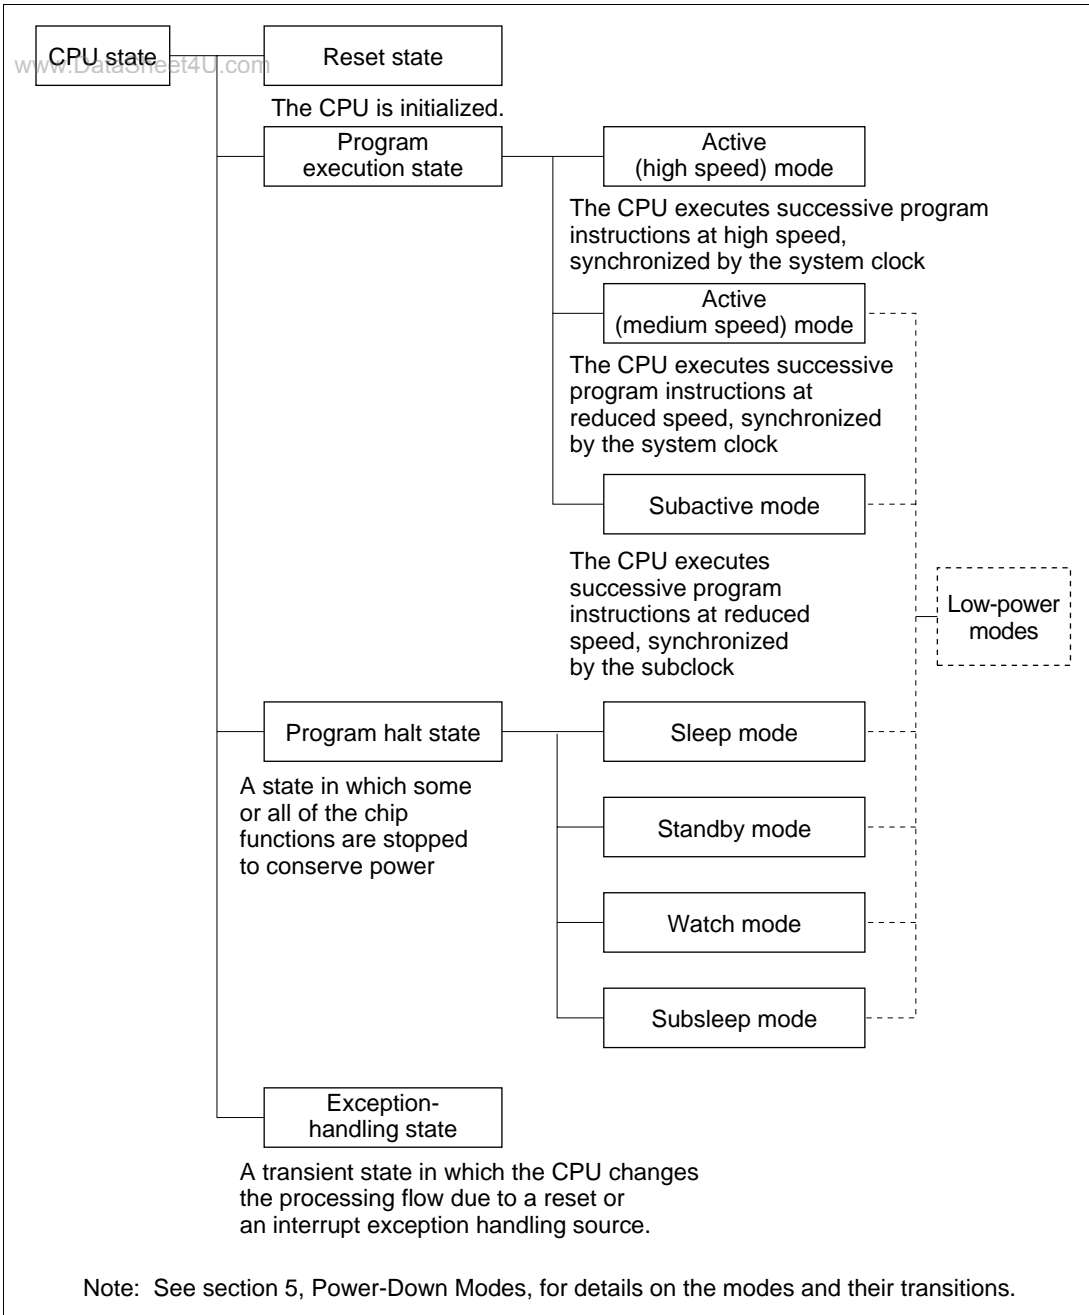 CPU state
www.DataSheet4U.com
Reset state
The CPU is initialized.
Program
execution state
Active
(high speed) mode
The CPU executes successive program
instructions at high speed,
synchronized by the system clock
Active
(medium speed) mode
The CPU executes successive
program instructions at
reduced speed, synchronized
by the system clock
Subactive mode
The CPU executes
successive program
instructions at reduced
speed, synchronized
by the subclock
Low-power
modes
Program halt state
A state in which some
or all of the chip
functions are stopped
to conserve power
Sleep mode
Standby mode
Watch mode
Subsleep mode
Exception-
handling state
A transient state in which the CPU changes
the processing flow due to a reset or
an interrupt exception handling source.
Note: See section 5, Power-Down Modes, for details on the modes and their transitions.